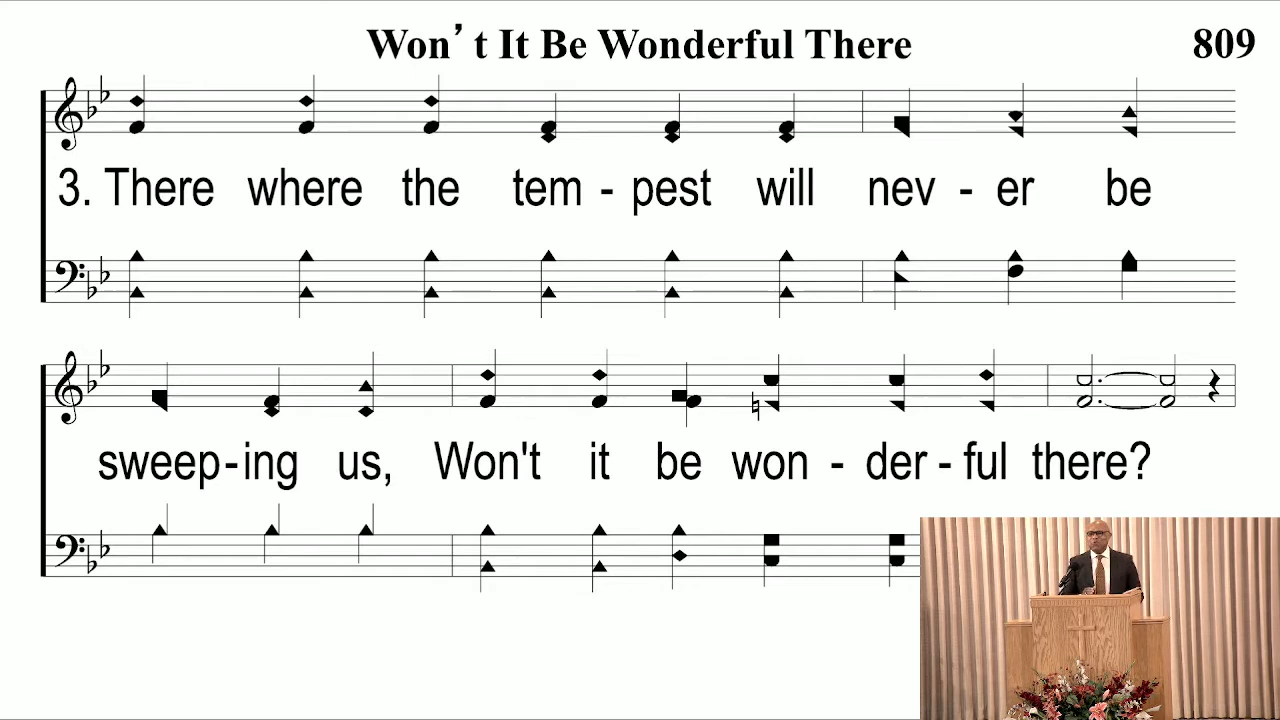 Won’t It Be Wonderful There 809
3. There where the tem - pest will nev - er be
sweep-ing us, Won't it be won - der - ful there?